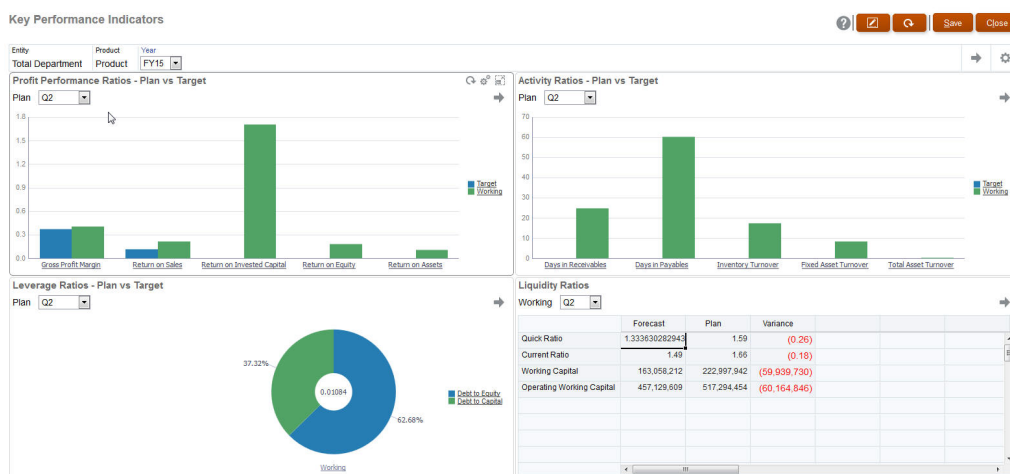 Key Performance Indicators
? Save Close
Entity Product Year
Total Department Product FY15
Profit Performance Ratios - Plan vs Target
Plan Q2
1.8
1.5
1.2
0.9
0.6
0.3
0.0
Gross Profit Margin Return on Sales Return on Invested Capital Return on Equity Return on Assets
Target
Working
Activity Ratios - Plan vs Target
Plan Q2
70
60
50
40
30
20
10
0
Days in Receivables Days in Payables Inventory Turnover Fixed Asset Turnover Total Asset Turnover
Target
Working
Leverage Ratios - Plan vs Target
Plan Q2
37.32%
0.01084
62.68%
Working
Debt to Equity
Debt to Capital
Liquidity Ratios
Working Q2
Forecast Plan Variance
Quick Ratio 1.333630282943 1.59 (0.26)
Current Ratio 1.49 1.66 (0.18)
Working Capital 163,058,212 222,997,942 (59,939,730)
Operating Working Capital 457,129,609 517,294,454 (60,164,846)